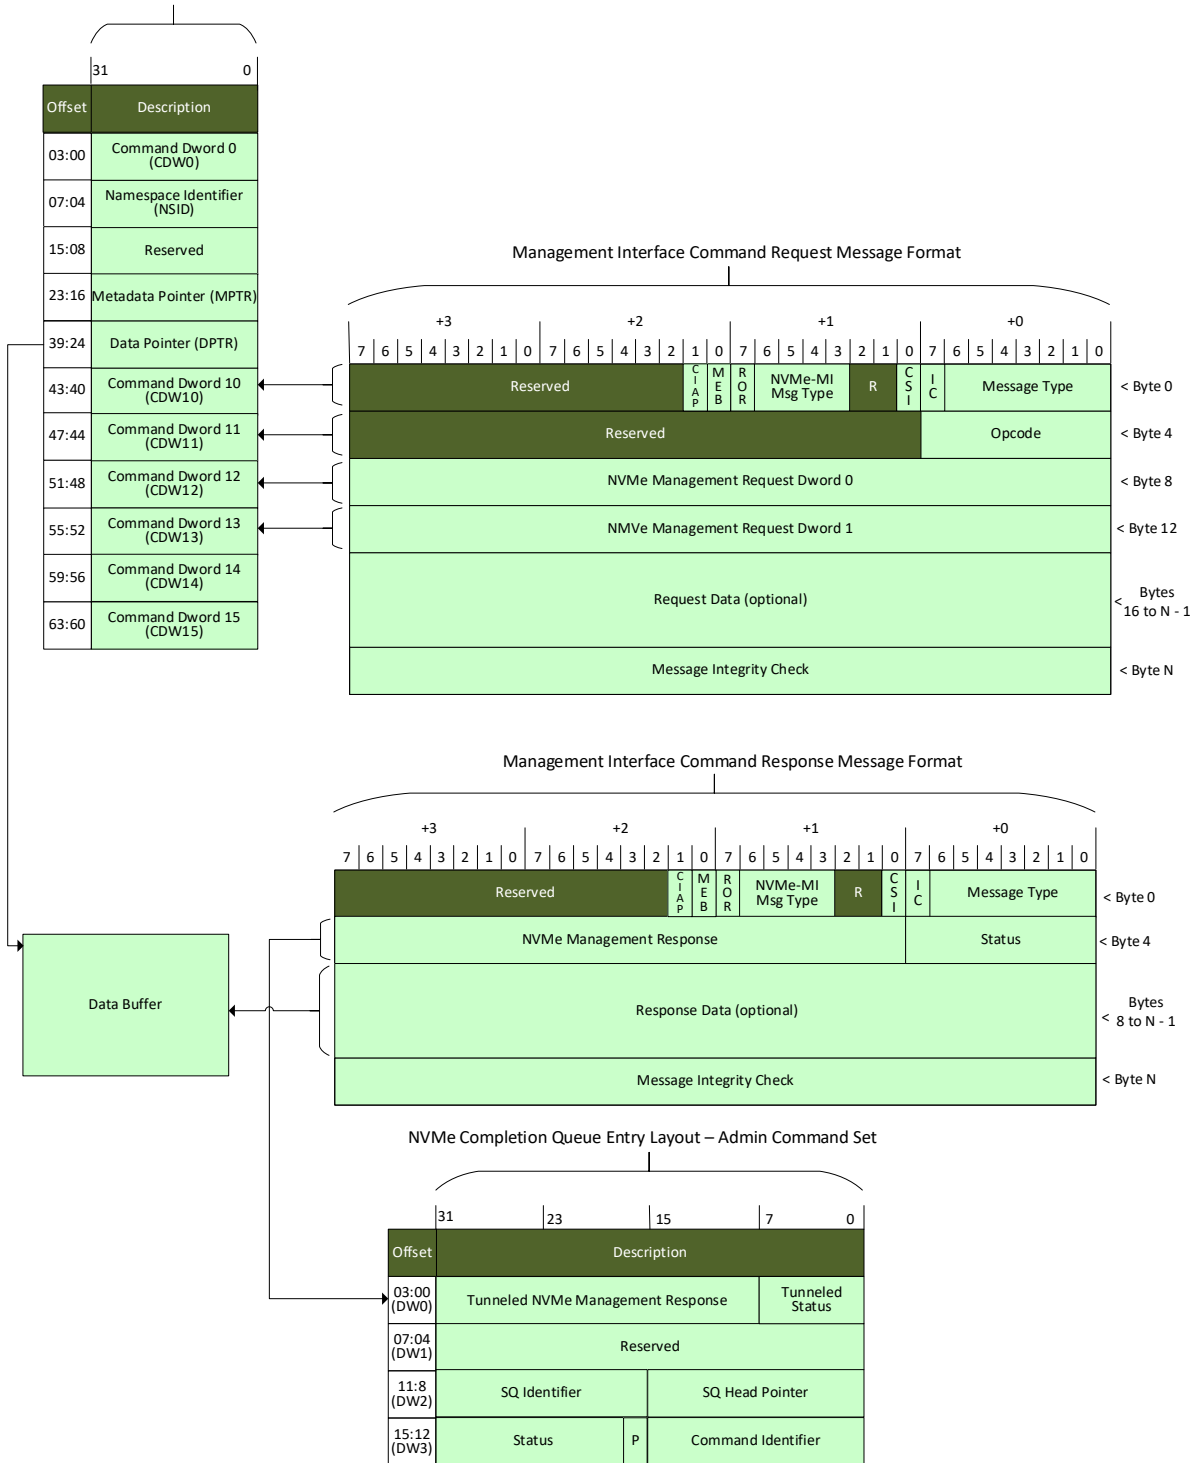 31 0
Offset Description
03:00 Command Dword 0
(CDW0)
07:04 Namespace Identifier
(NSID)
15:08 Reserved
23:16 Metadata Pointer (MPTR)
39:24 Data Pointer (DPTR)
43:40 Command Dword 10
(CDW10)
47:44 Command Dword 11
(CDW11)
51:48 Command Dword 12
(CDW12)
55:52 Command Dword 13
(CDW13)
59:56 Command Dword 14
(CDW14)
63:60 Command Dword 15
(CDW15)
Management Interface Command Request Message Format
+3 +2 +1 +0
7 6 5 4 3 2 1 0 7 6 5 4 3 2 1 0 7 6 5 4 3 2 1 0 7 6 5 4 3 2 1 0
Reserved CIAP MEB ROR NVMe-MI Msg Type R CSI IC Message Type < Byte 0
Reserved Opcode < Byte 4
NVMe Management Request Dword 0 < Byte 8
NMVe Management Request Dword 1 < Byte 12
Request Data (optional) < Bytes 16 to N - 1
Message Integrity Check < Byte N
Management Interface Command Response Message Format
+3 +2 +1 +0
7 6 5 4 3 2 1 0 7 6 5 4 3 2 1 0 7 6 5 4 3 2 1 0 7 6 5 4 3 2 1 0
Reserved CIAP MEB ROR NVMe-MI Msg Type R CSI IC Message Type < Byte 0
NVMe Management Response Status < Byte 4
Response Data (optional) < Bytes 8 to N - 1
Message Integrity Check < Byte N
Data Buffer
NVMe Completion Queue Entry Layout – Admin Command Set
31 23 15 7 0
Offset Description
03:00 (DW0) Tunneled NVMe Management Response Tunneled Status
07:04 (DW1) Reserved
11:8 (DW2) SQ Identifier SQ Head Pointer
15:12 (DW3) Status P Command Identifier